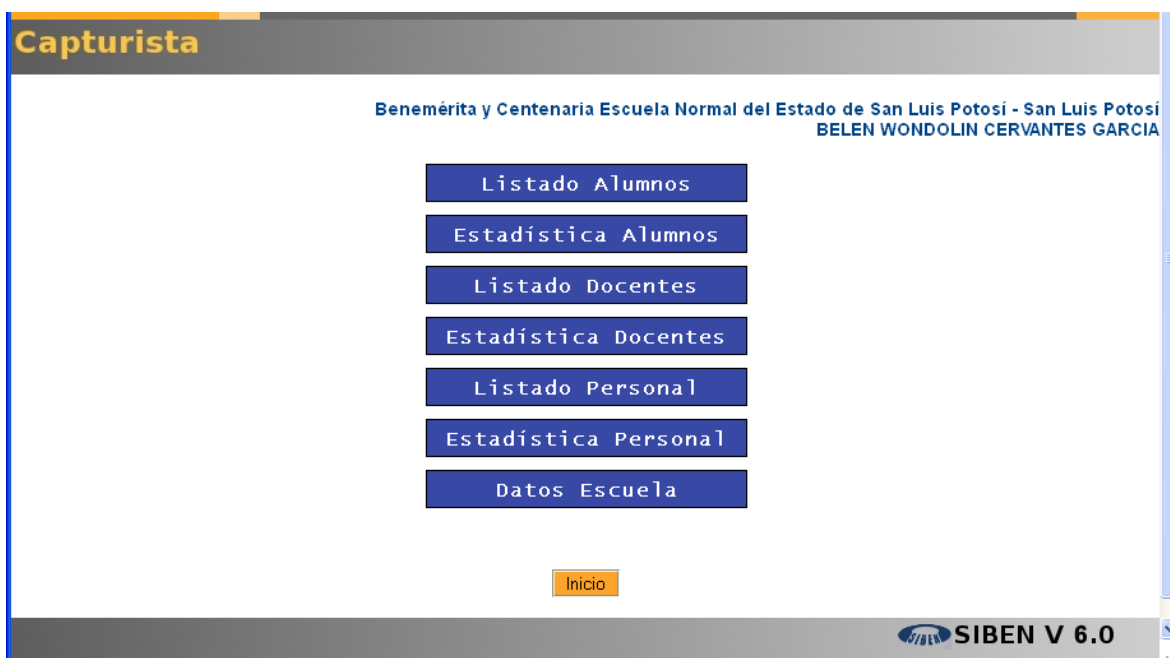 Capturista
Benemérita y Centenaria Escuela Normal del Estado de San Luis Potosí - San Luis Potosí
BELEN WONDOLIN CERVANTES GARCIA
Listado Alumnos
Estadística Alumnos
Listado Docentes
Estadística Docentes
Listado Personal
Estadística Personal
Datos Escuela
Inicio
SIBEN SIBEN V 6.0